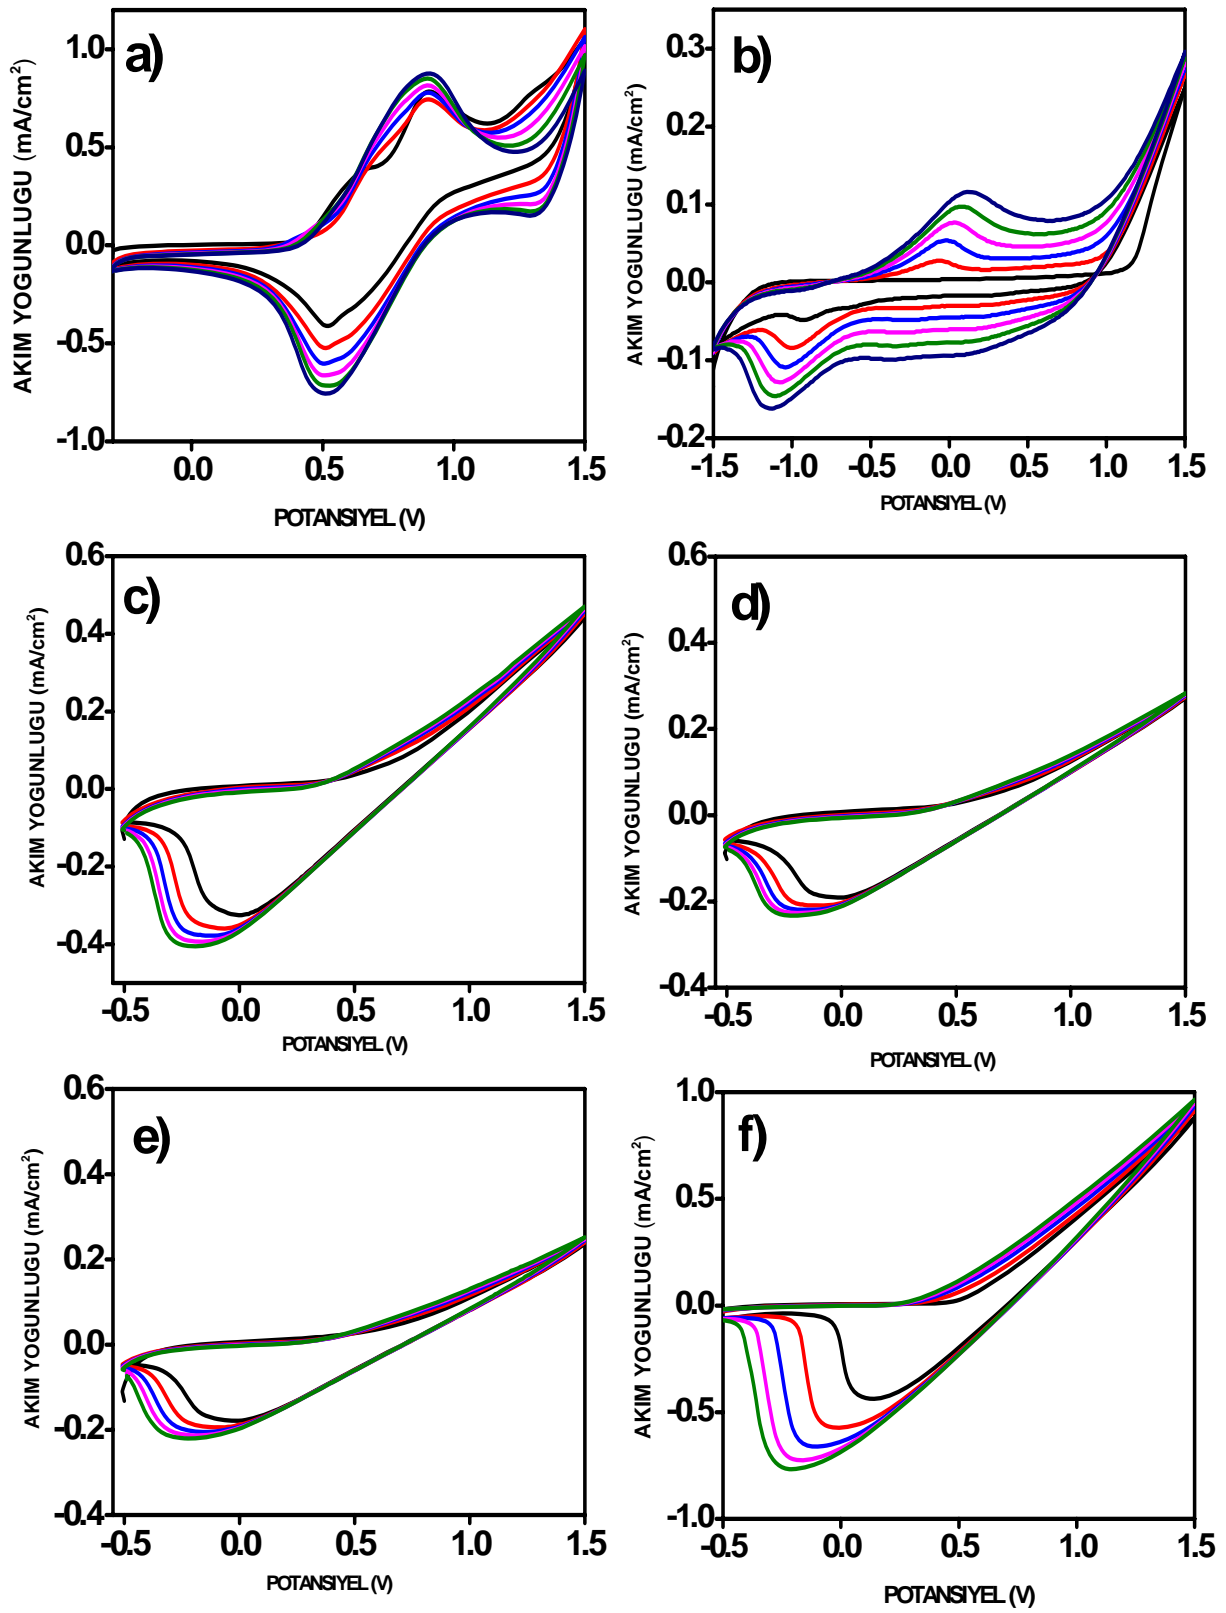 a)
1.0
0.5
0.0
-0.5
-1.0
AKIM YOGUNLUGU (mA/cm²)
0.0 0.5 1.0 1.5
POTANSIYEL (V)
b)
0.3
0.2
0.1
0.0
-0.1
-0.2
AKIM YOGUNLUGU (mA/cm²)
-1.5 -1.0 -0.5 0.0 0.5 1.0 1.5
POTANSIYEL (V)
c)
0.6
0.4
0.2
0.0
-0.2
-0.4
AKIM YOGUNLUGU (mA/cm²)
-0.5 0.0 0.5 1.0 1.5
POTANSIYEL (V)
d)
0.6
0.4
0.2
0.0
-0.2
-0.4
AKIM YOGUNLUGU (mA/cm²)
-0.5 0.0 0.5 1.0 1.5
POTANSIYEL (V)
e)
0.6
0.4
0.2
0.0
-0.2
-0.4
AKIM YOGUNLUGU (mA/cm²)
-0.5 0.0 0.5 1.0 1.5
POTANSIYEL (V)
f)
1.0
0.5
0.0
-0.5
-1.0
AKIM YOGUNLUGU (mA/cm²)
-0.5 0.0 0.5 1.0 1.5
POTANSIYEL (V)